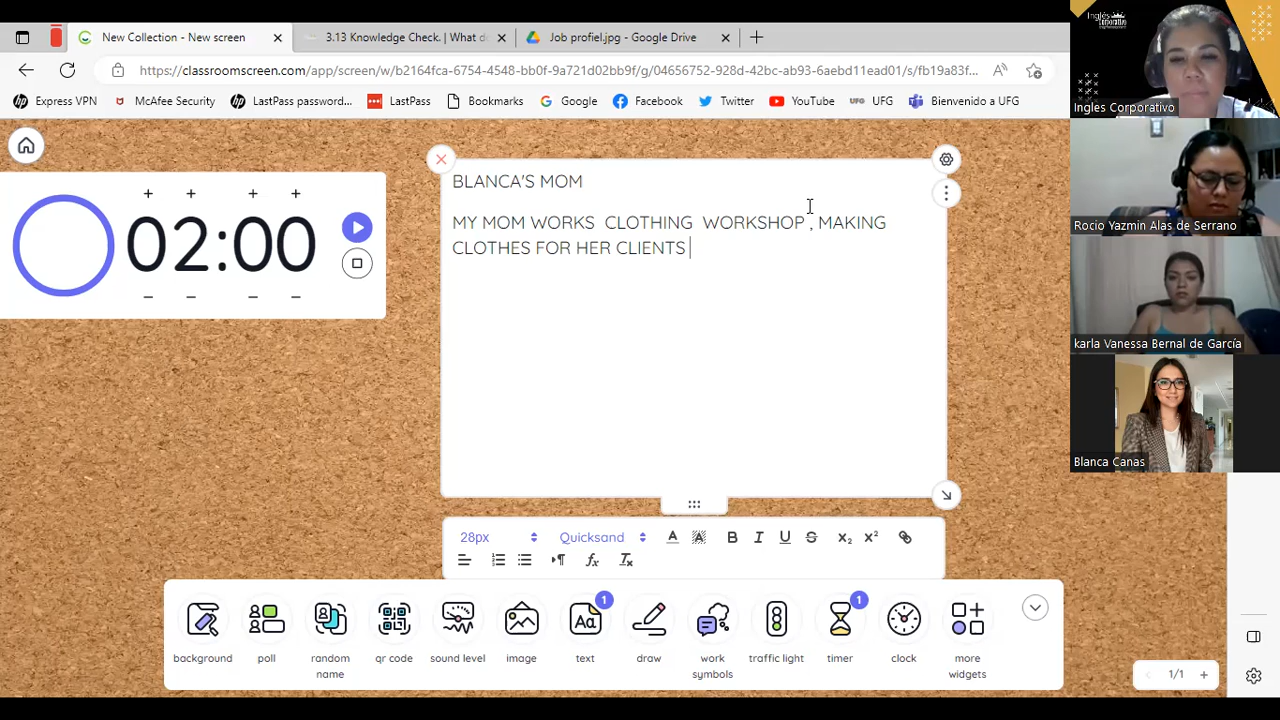 New Collection - New screen
3.13 Knowledge Check. | What d
Job profiel.jpg - Google Drive
https://classroomscreen.com/app/screen/w/b2164fca-6754-4548-bb0f-9a721d02bb9f/g/04656752-928d-42bc-ab93-6aebd11ead01/s/fb19a83f...
Express VPN
McAfee Security
LastPass password...
LastPass
Bookmarks
Google
Facebook
Twitter
YouTube
UFG
Bienvenido a UFG
02:00
BLANCA'S MOM
MY MOM WORKS CLOTHING WORKSHOP , MAKING
CLOTHES FOR HER CLIENTS
28px
Quicksand
background
poll
random
name
qr code
sound level
image
text
1
draw
work
symbols
traffic light
timer
1
clock
more
widgets
1/1
Inglés
Corporativo
Ingles Corporativo
Rocio Yazmin Alas de Serrano
karla Vanessa Bernal de García
Blanca Canas